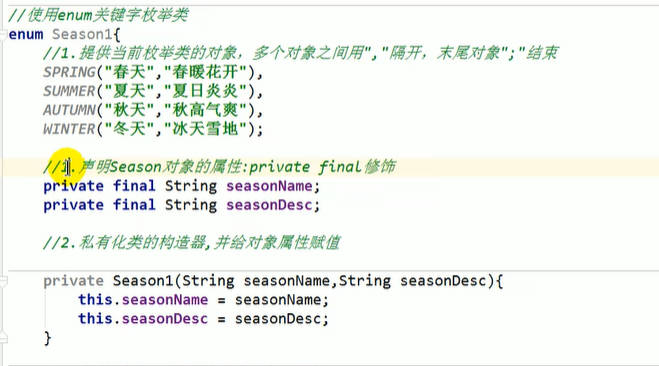 //使用enum关键字枚举类
enum Season1{
//1.提供当前枚举类的对象，多个对象之间用","隔开，末尾对象";"结束
SPRING("春天","春暖花开"),
SUMMER("夏天","夏日炎炎"),
AUTUMN("秋天","秋高气爽"),
WINTER("冬天","冰天雪地");
//1.声明Season对象的属性:private final修饰
private final String seasonName;
private final String seasonDesc;
//2.私有化类的构造器,并给对象属性赋值
private Season1(String seasonName,String seasonDesc){
this.seasonName = seasonName;
this.seasonDesc = seasonDesc;
}